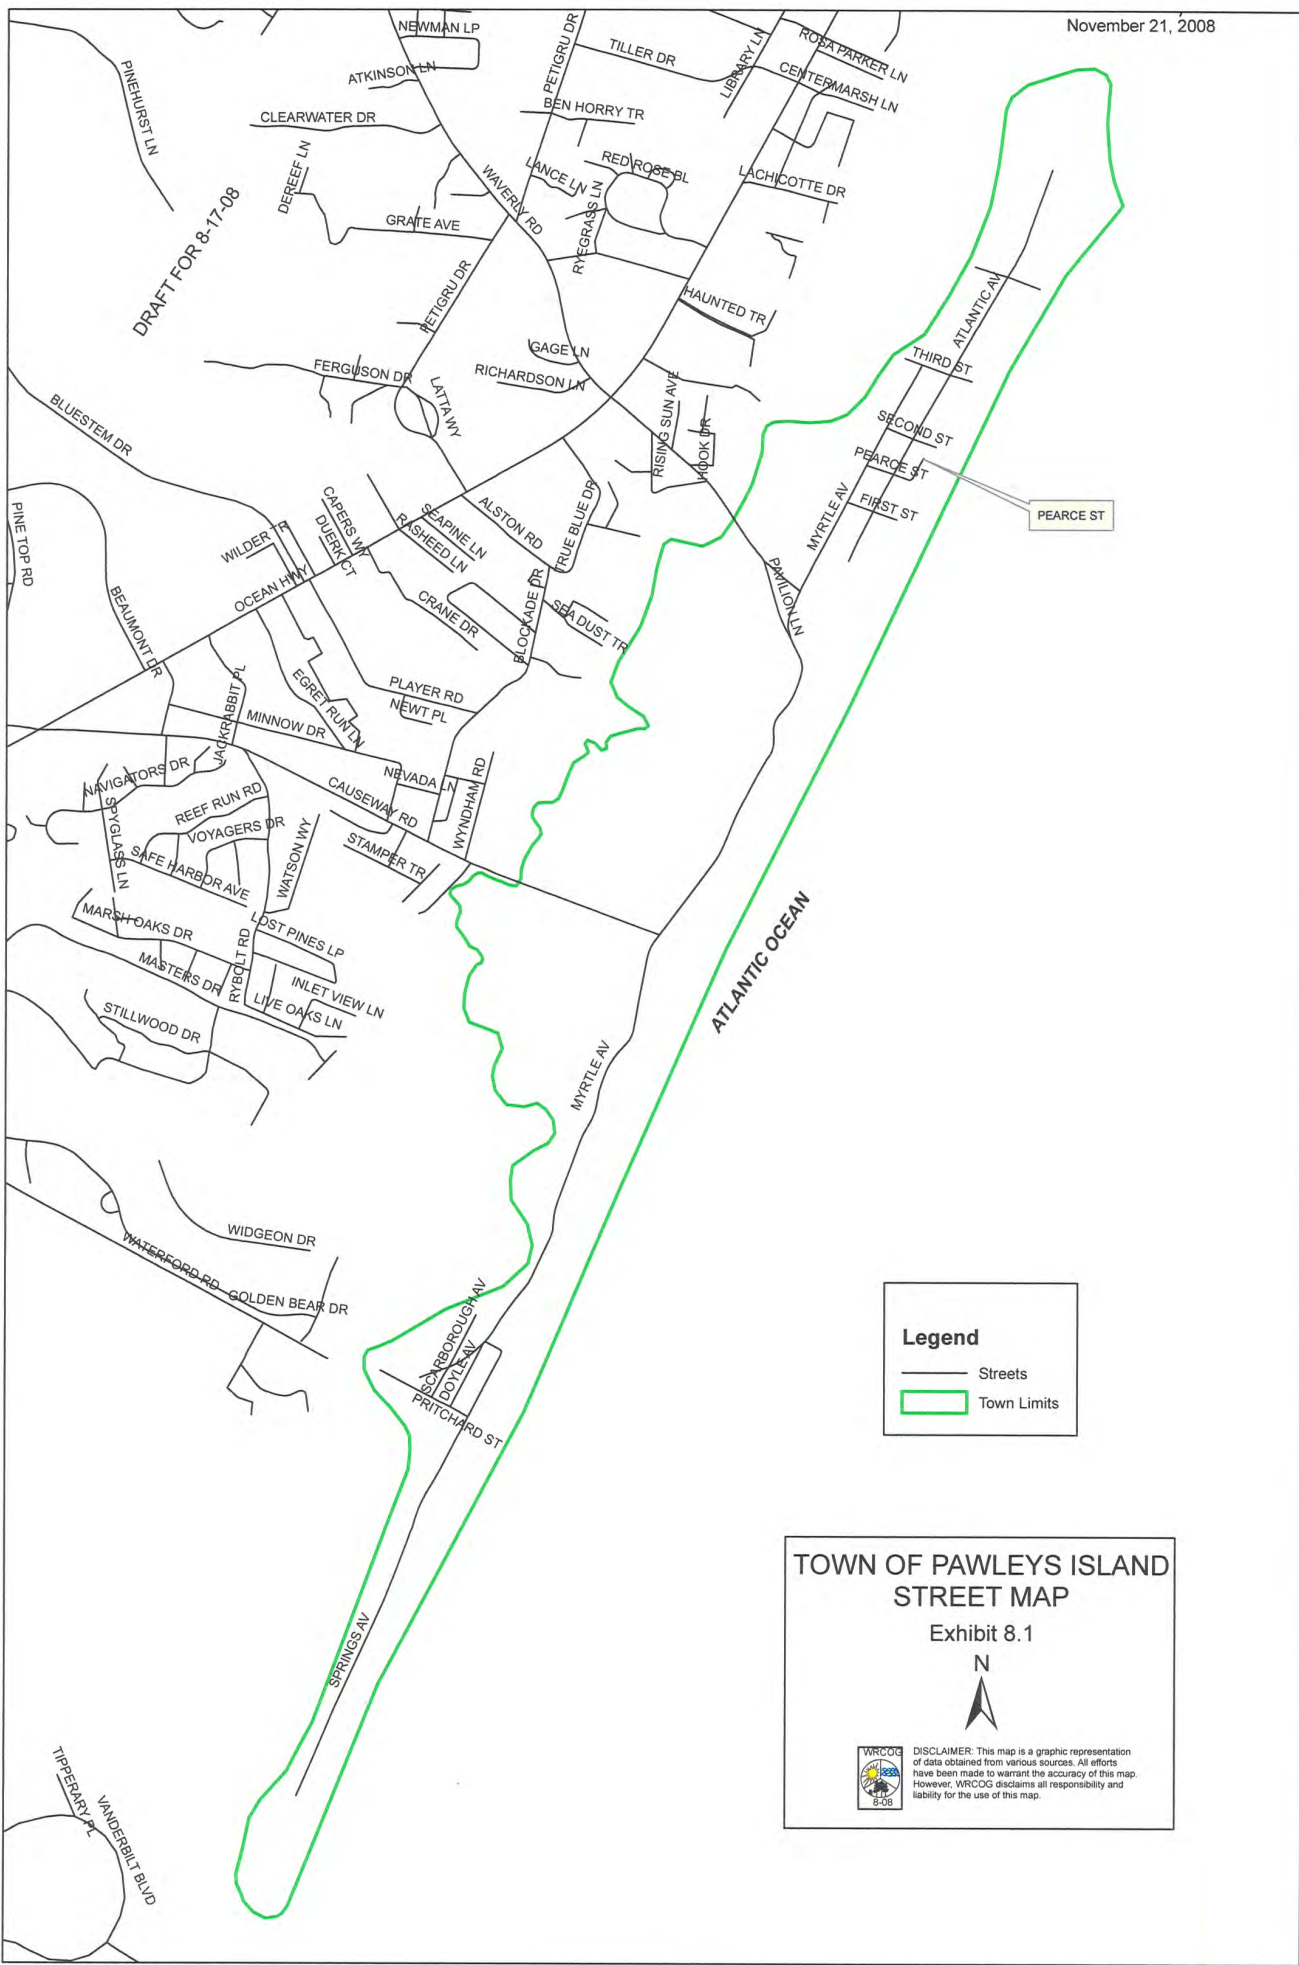 November 21, 2008
NEWMAN LP
PETIGRU DR
TILLER DR
LIBRARY LN
ROSA PARKER LN
CENTERMARSH LN
ATKINSON LN
PINEHURST LN
CLEARWATER DR
BEN HORRY TR
DEREEF LN
LANCE LN
RED ROSE BL
LACHICOTTE DR
WAVERLY RD
RYEGRASS LN
GRATE AVE
DRAFT FOR 8-17-08
PETIGRU DR
HAUNTED TR
ATLANTIC AV
GAGE LN
THIRD ST
FERGUSON DR
RICHARDSON LN
LATTA WY
RISING SUN AVE
HOOK DR
BLUESTEM DR
SECOND ST
PEARCE ST
FIRST ST
PEARCE ST
MYRTLE AV
PINE TOP RD
CAPERS WY
DUERK CT
WILDER TR
SEAPINE LN
RASHEED LN
ALSTON RD
TRUE BLUE DR
PAVILION LN
OCEAN HWY
BEAUMONT DR
CRANE DR
BLOCKADE DR
SEA DUST TR
JACKRABBIT PL
EGRET RUN LN
PLAYER RD
NEWT PL
MINNOW DR
NAVIGATORS DR
NEVADA LN
CAUSEWAY RD
WYNDHAM RD
REEF RUN RD
SPYGLASS LN
VOYAGERS DR
WATSON WY
STAMPER TR
SAFE HARBOR AVE
MARSH OAKS DR
LOST PINES LP
ATLANTIC OCEAN
MASTERS DR
RYBOLT RD
INLET VIEW LN
LIVE OAKS LN
STILLWOOD DR
MYRTLE AV
WIDGEON DR
WATERFORD RD
GOLDEN BEAR DR
SCARBOROUGH AV
DOYLE AV
PRITCHARD ST
Legend
Streets
Town Limits
TOWN OF PAWLEYS ISLAND
STREET MAP
Exhibit 8.1
N
SPRINGS AV
WRCOG
8-08
DISCLAIMER: This map is a graphic representation
of data obtained from various sources. All efforts
have been made to warrant the accuracy of this map.
However, WRCOG disclaims all responsibility and
liability for the use of this map.
TIPPERARY PL
VANDERBILT BLVD